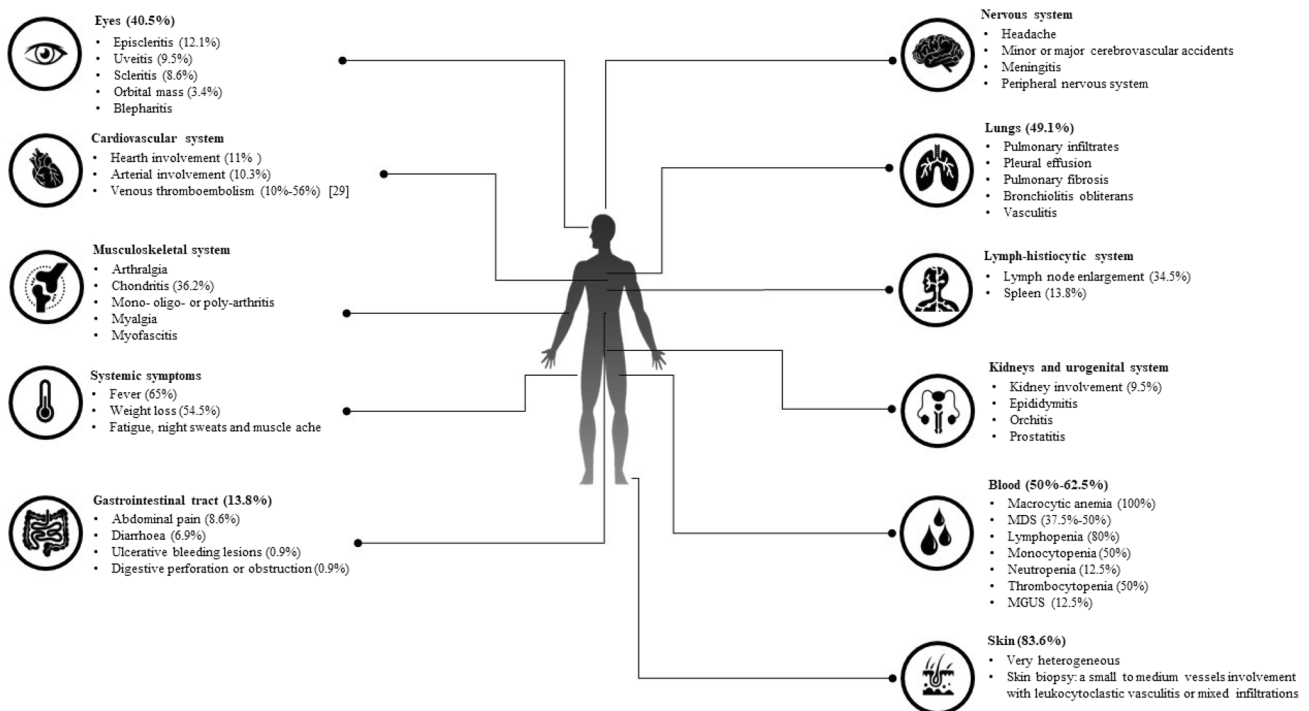 Eyes (40.5%)
• Episcleritis (12.1%)
• Uveitis (9.5%)
• Scleritis (8.6%)
• Orbital mass (3.4%)
• Blepharitis
Cardiovascular system
• Hearth involvement (11% )
• Arterial involvement (10.3%)
• Venous thromboembolism (10%-56%) [29]
Musculoskeletal system
• Arthralgia
• Chondritis (36.2%)
• Mono- oligo- or poly-arthritis
• Myalgia
• Myofascitis
Systemic symptoms
• Fever (65%)
• Weight loss (54.5%)
• Fatigue, night sweats and muscle ache
Gastrointestinal tract (13.8%)
• Abdominal pain (8.6%)
• Diarrhoea (6.9%)
• Ulcerative bleeding lesions (0.9%)
• Digestive perforation or obstruction (0.9%)
Nervous system
• Headache
• Minor or major cerebrovascular accidents
• Meningitis
• Peripheral nervous system
Lungs (49.1%)
• Pulmonary infiltrates
• Pleural effusion
• Pulmonary fibrosis
• Bronchiolitis obliterans
• Vasculitis
Lymph-histiocytic system
• Lymph node enlargement (34.5%)
• Spleen (13.8%)
Kidneys and urogenital system
• Kidney involvement (9.5%)
• Epididymitis
• Orchitis
• Prostatitis
Blood (50%-62.5%)
• Macrocytic anemia (100%)
• MDS (37.5%-50%)
• Lymphopenia (80%)
• Monocytopenia (50%)
• Neutropenia (12.5%)
• Thrombocytopenia (50%)
• MGUS (12.5%)
Skin (83.6%)
• Very heterogeneous
• Skin biopsy: a small to medium vessels involvement
with leukocytoclastic vasculitis or mixed infiltrations